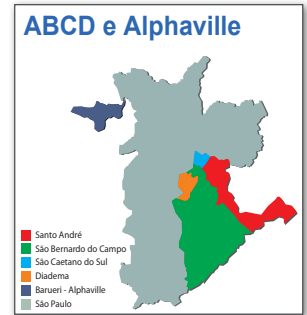 ABCD e Alphaville
Santo André
São Bernardo do Campo
São Caetano do Sul
Diadema
Barueri - Alphaville
São Paulo